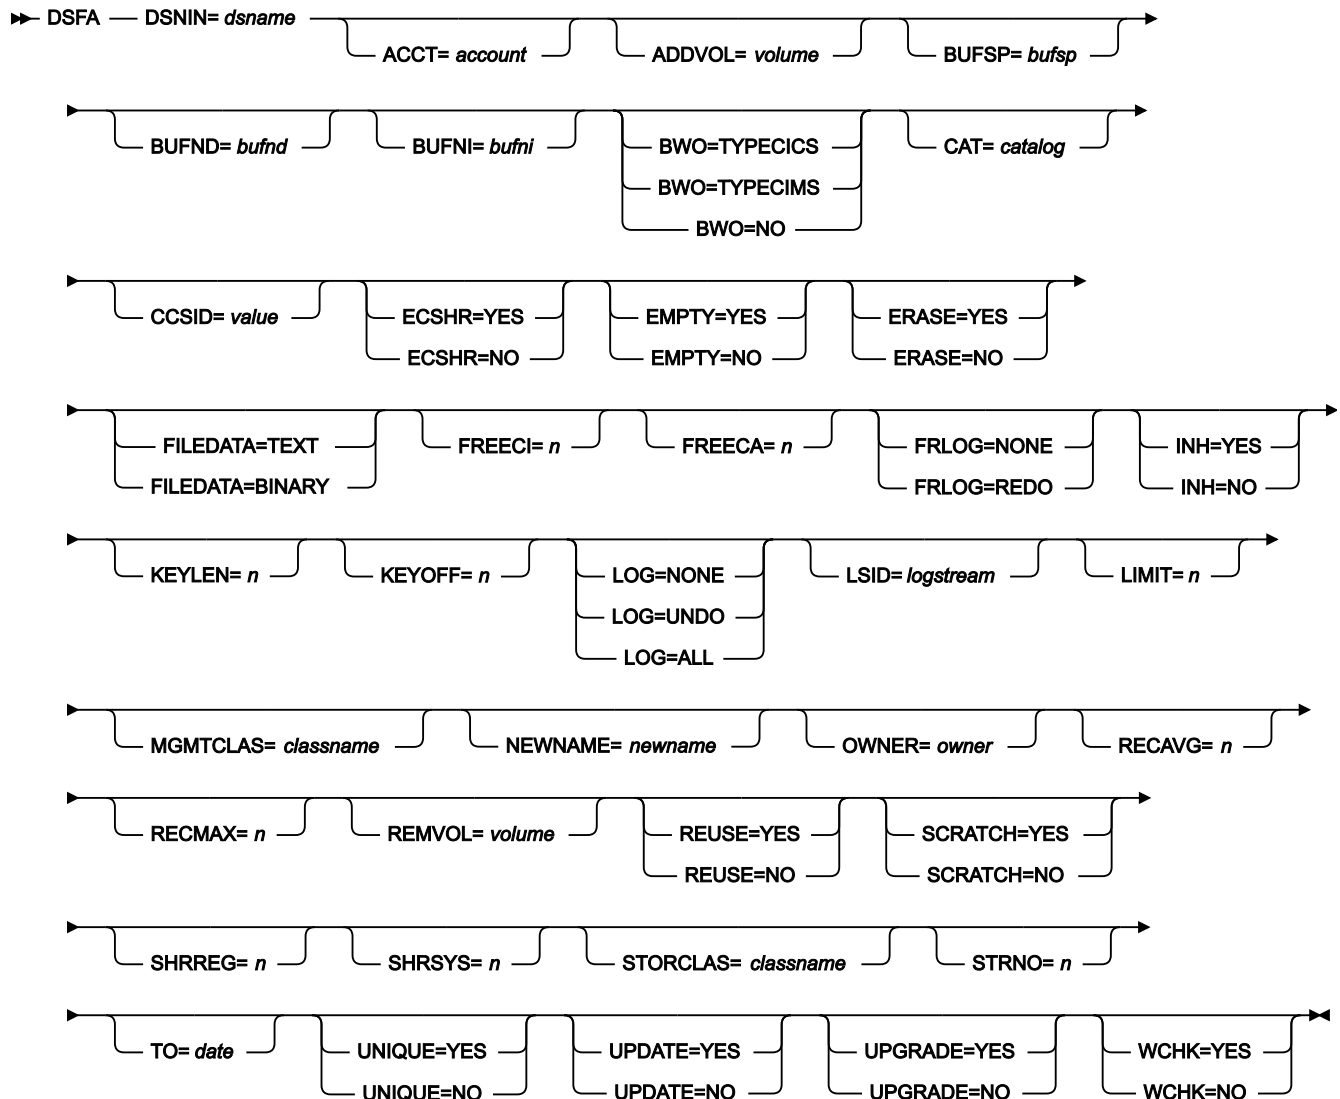 DSFA DSNIN= dsname
ACCT= account ADDVOL= volume BUFSP= bufsp
BUFND= bufnd BUFNI= bufni BWO=TYPECICS CAT= catalog
BWO=TYPECIMS
BWO=NO
CCSID= value ECSHR=YES EMPTY=YES ERASE=YES
ECSHR=NO EMPTY=NO ERASE=NO
FILEDATA=TEXT FREECI= n FREECA= n FRLOG=NONE INH=YES
FILEDATA=BINARY FRLOG=REDO INH=NO
KEYLEN= n KEYOFF= n LOG=NONE LSID= logstream LIMIT= n
LOG=UNDO
LOG=ALL
MGMTCLAS= classname NEWNAME= newname OWNER= owner RECAVG= n
RECMAX= n REMVOL= volume REUSE=YES SCRATCH=YES
REUSE=NO SCRATCH=NO
SHRREG= n SHRSYS= n STORCLAS= classname STRNO= n
TO= date UNIQUE=YES UPDATE=YES UPGRADE=YES WCHK=YES
UNIQUE=NO UPDATE=NO UPGRADE=NO WCHK=NO